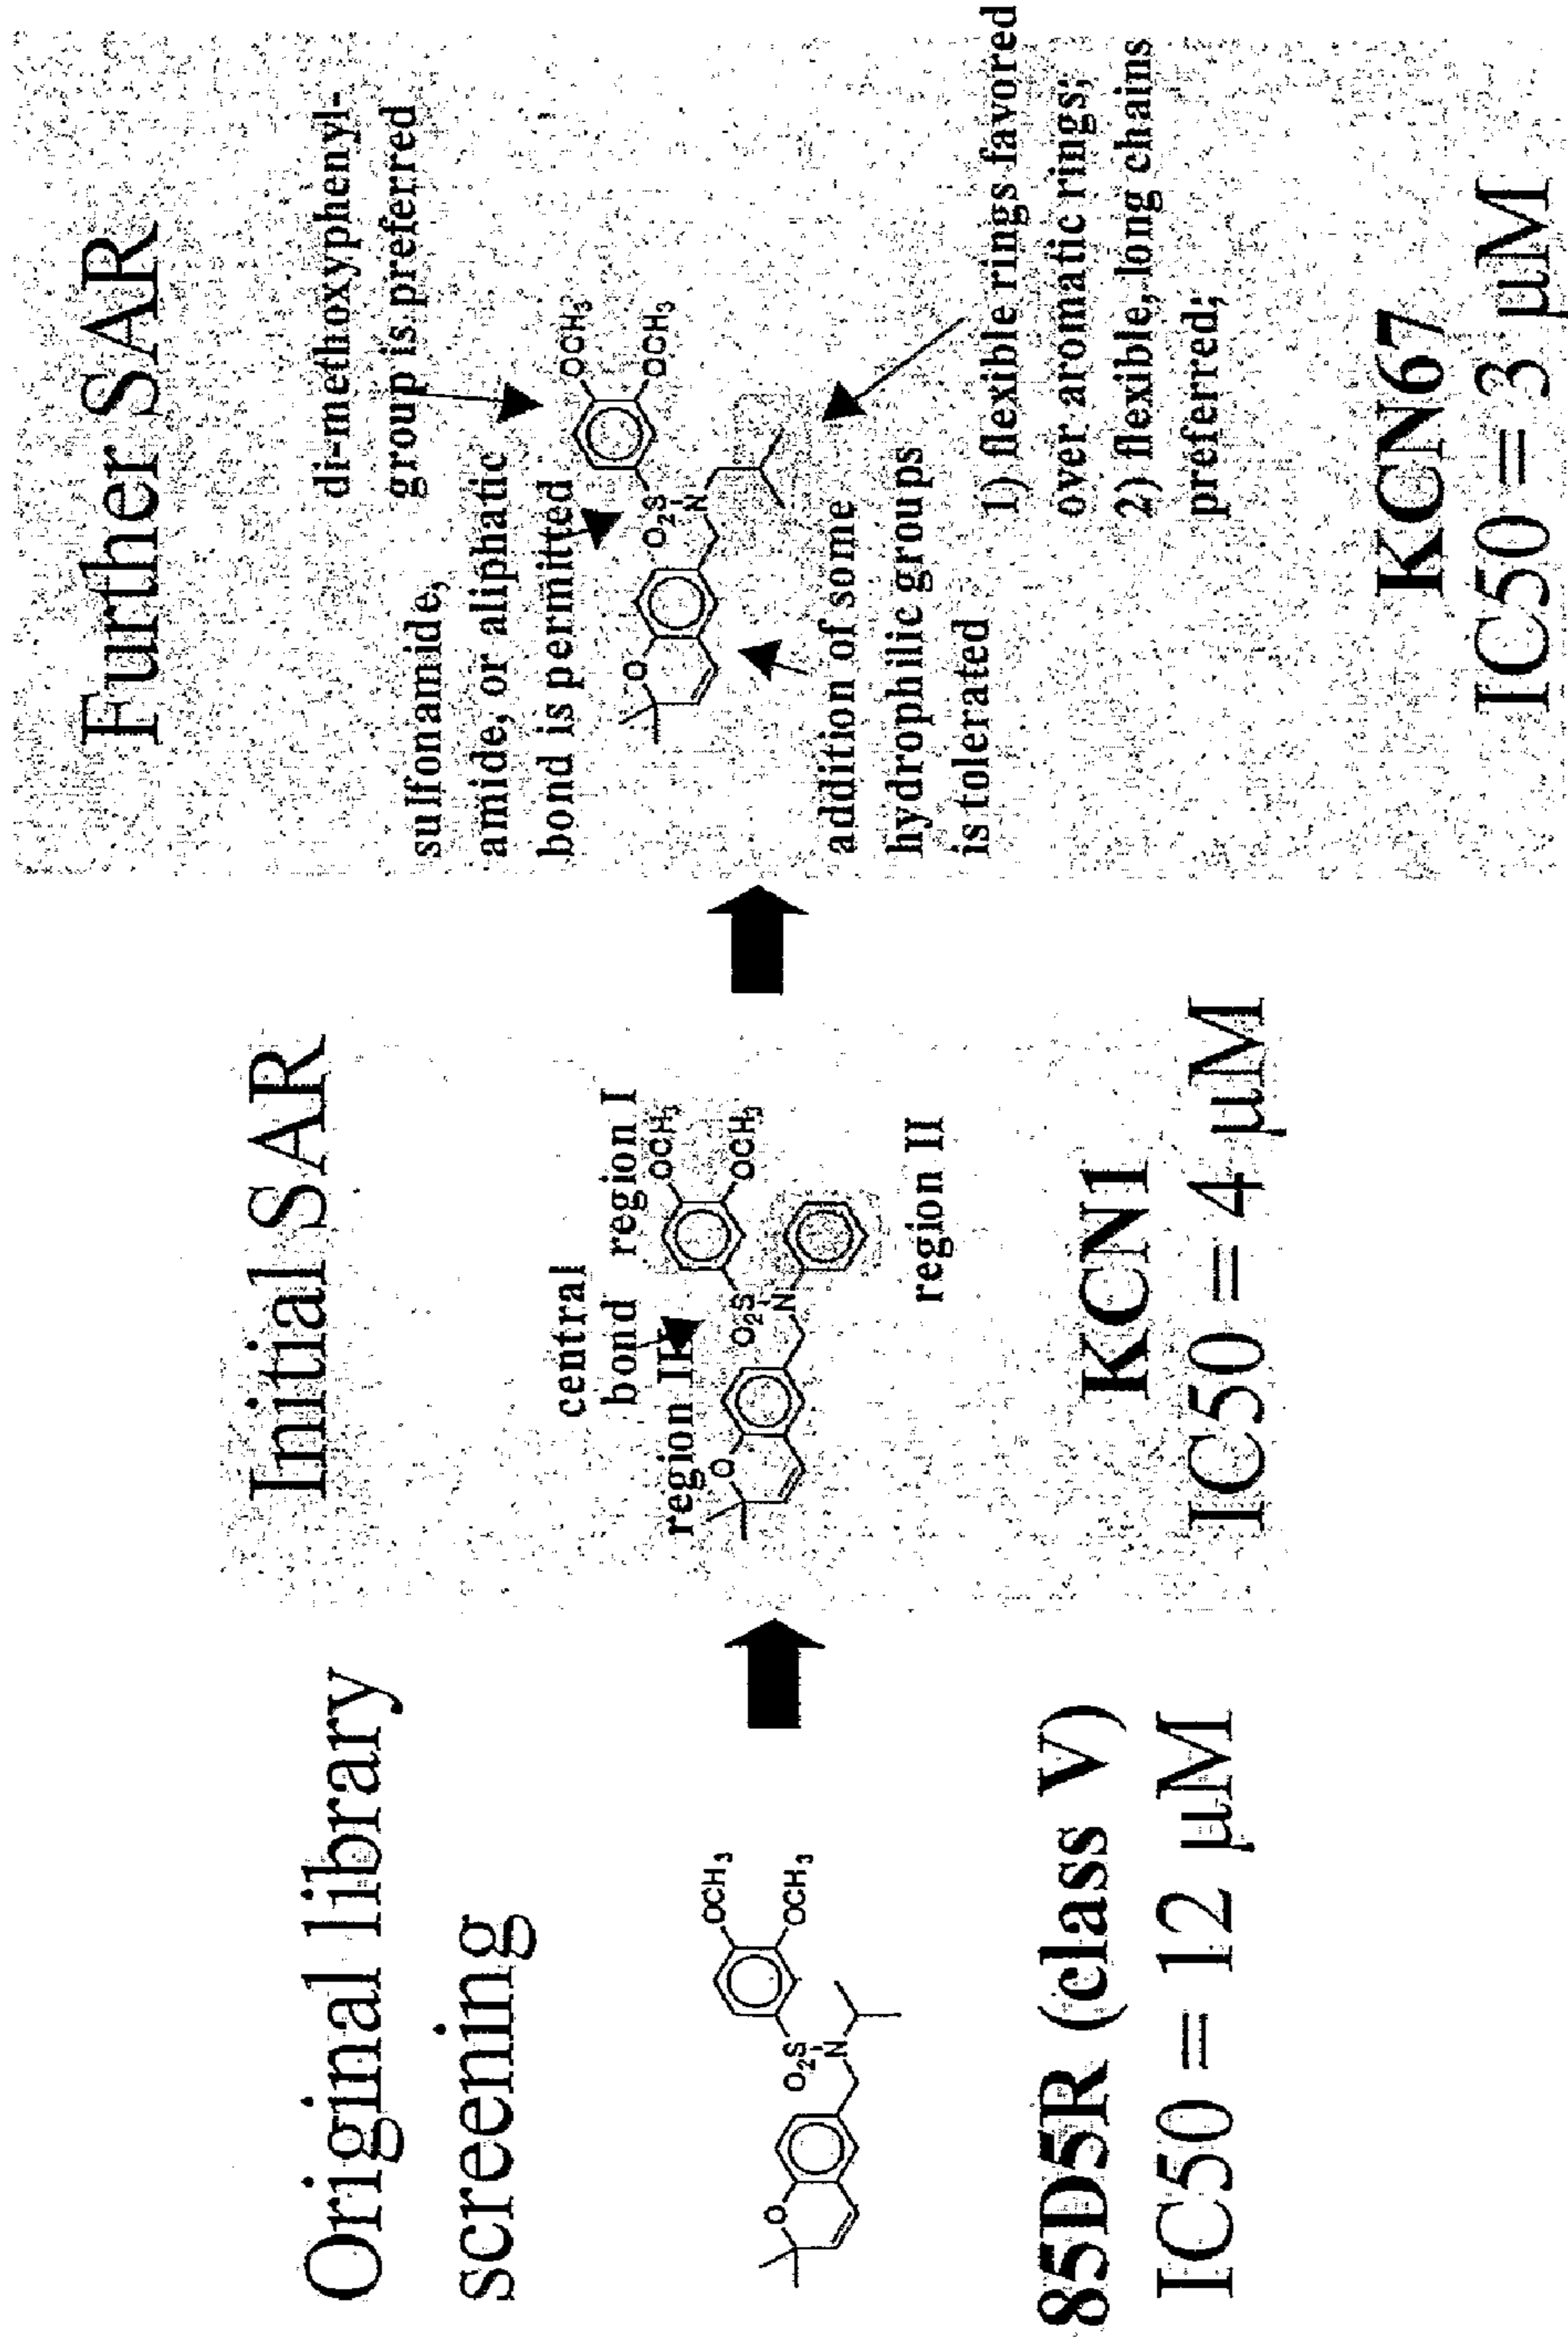 Original library
screening
OCH3
OCH3
O2S
N
O
85D5R (class V)
IC50 = 12 µM
Initial SAR
central
bond
region I
region II
OCH3
OCH3
O2S
N
O
region II
KCN1
IC50 = 4 µM
Further SAR
di-methoxyphenyl-
group is preferred
sulfonamide,
amide, or aliphatic
bond is permitted
OCH3
OCH3
O2S
N
O
addition of some
hydrophilic groups
is tolerated
1) flexible rings favored
over aromatic rings;
2) flexible, long chains
preferred;
KCN67
IC50 = 3 µM